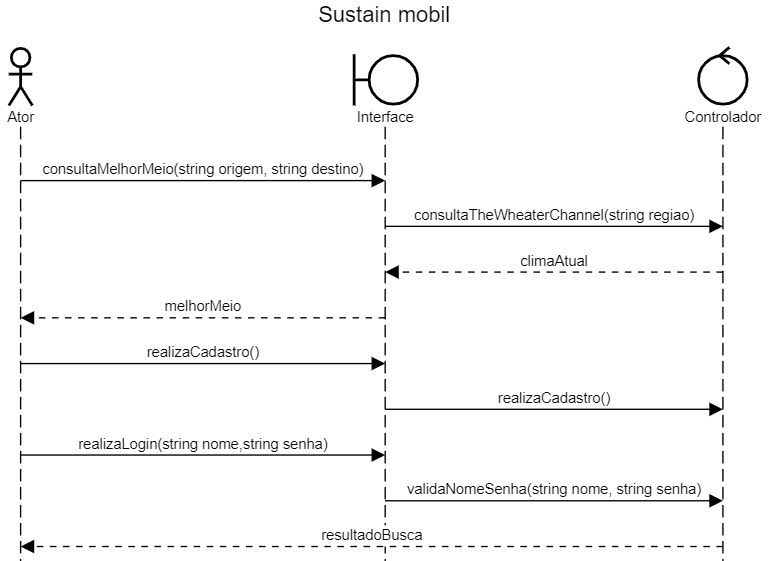 Sustain mobil
Ator
Interface
Controlador
consultaMelhorMeio(string origem, string destino)
consultaTheWheaterChannel(string regiao)
climaAtual
melhorMeio
realizaCadastro()
realizaCadastro()
realizaLogin(string nome,string senha)
validaNomeSenha(string nome, string senha)
resultadoBusca